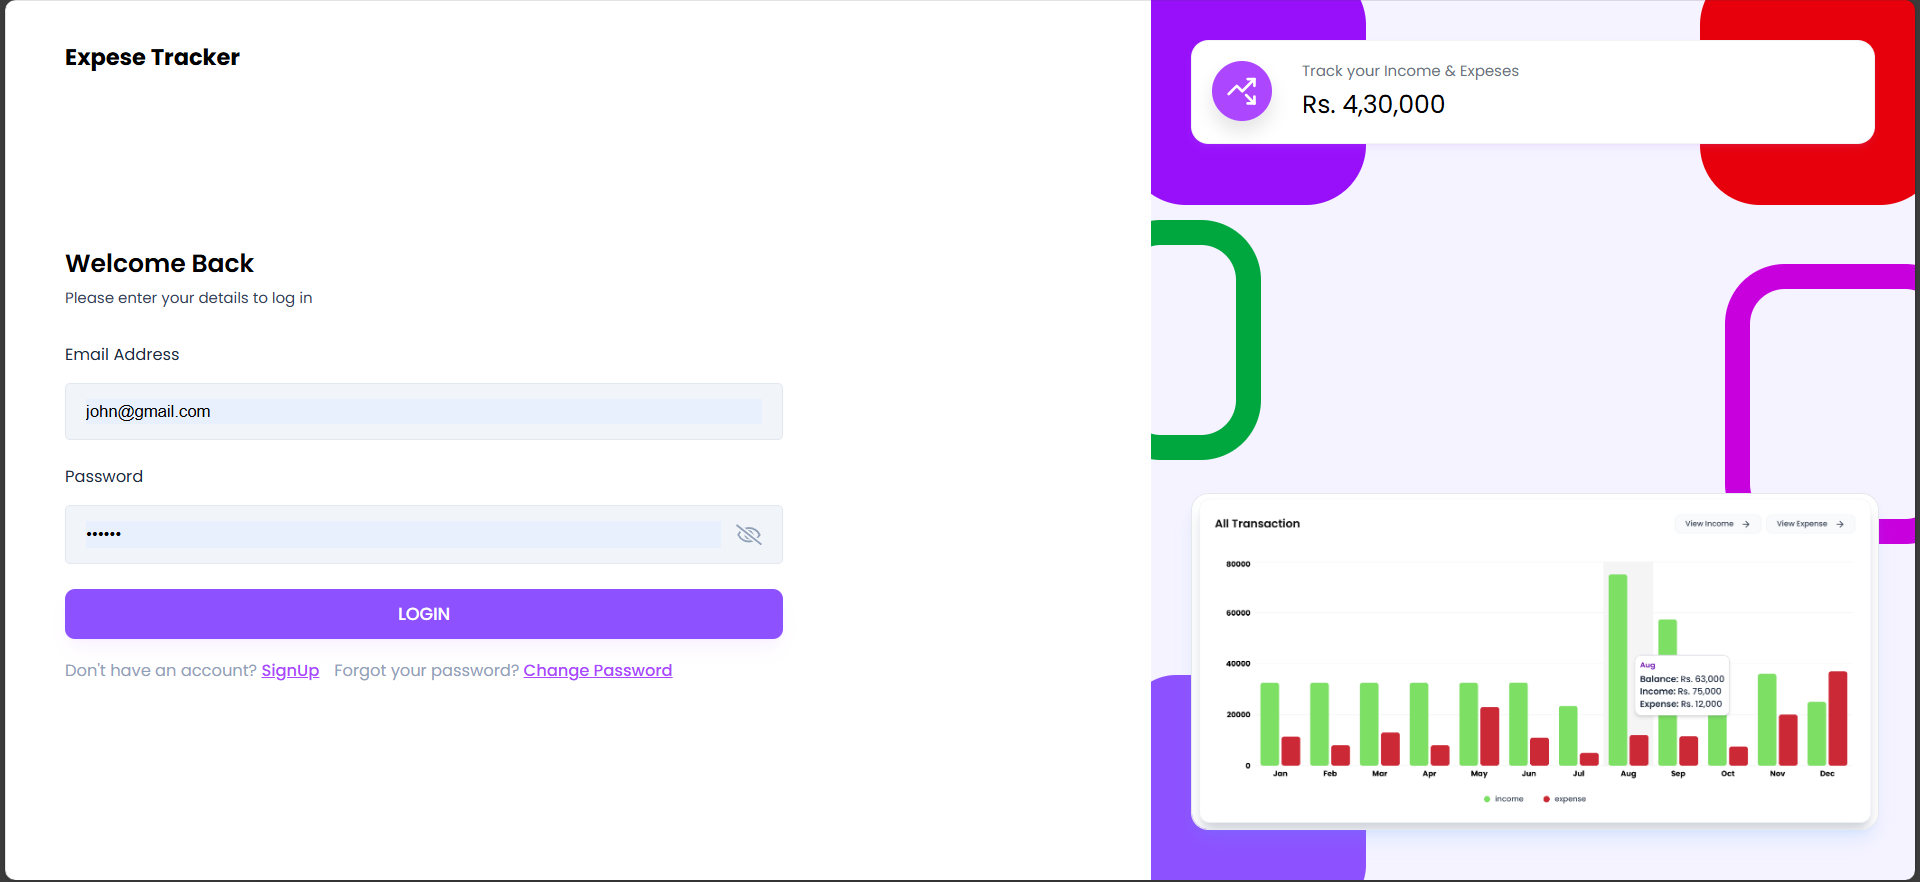 Expese Tracker
Welcome Back
Please enter your details to log in
Email Address
john@gmail.com
Password
••••••
LOGIN
Don't have an account? SignUp Forgot your password? Change Password
Track your Income & Expeses
Rs. 4,30,000
All Transaction
View Income →
View Expense →
80000
60000
40000
20000
0
Aug
Balance: Rs. 63,000
Income: Rs. 75,000
Expense: Rs. 12,000
Jan Feb Mar Apr May Jun Jul Aug Sep Oct Nov Dec
income expense